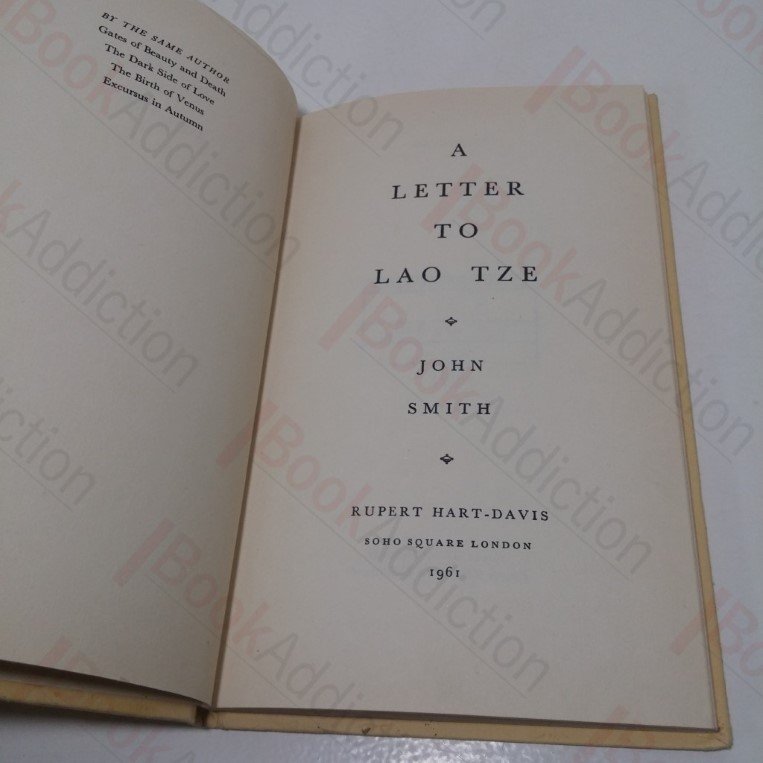 BY THE SAME AUTHOR
Gates of Beauty and Death
The Dark Side of Love
The Birth of Venus
Excursus in Autumn
A
LETTER
TO
LAO TZE
JOHN
SMITH
RUPERT HART-DAVIS
SOHO SQUARE LONDON
1961
BookAddiction